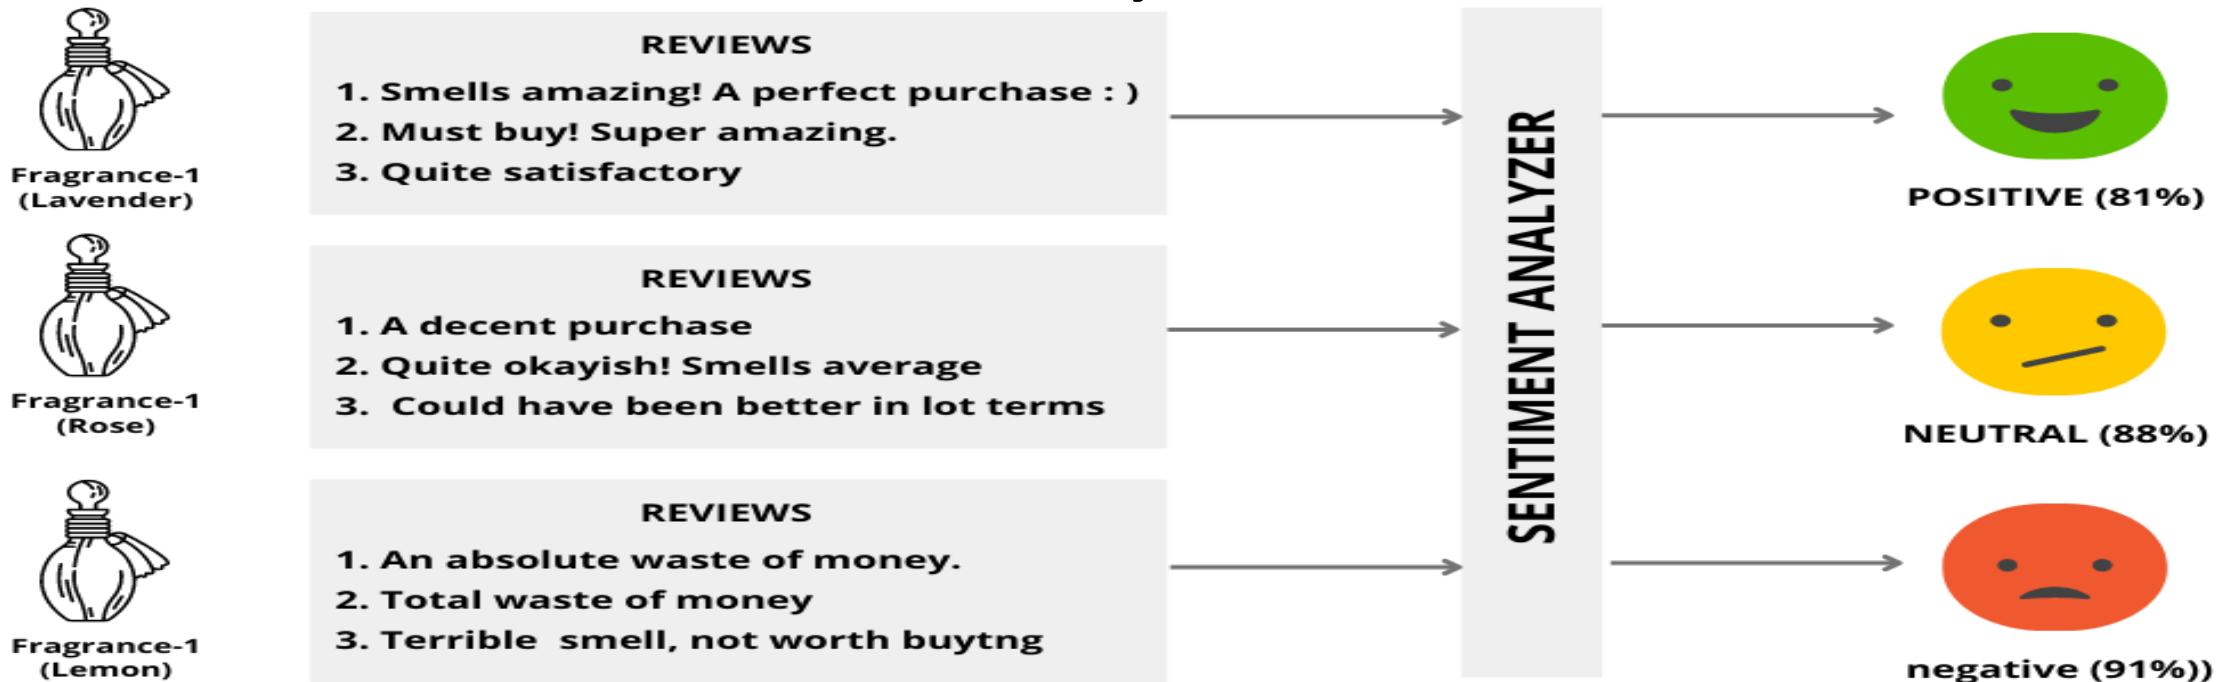 REVIEWS
1. Smells amazing! A perfect purchase : )
2. Must buy! Super amazing.
3. Quite satisfactory
Fragrance-1
(Lavender)
POSITIVE (81%)
REVIEWS
1. A decent purchase
2. Quite okayish! Smells average
3. Could have been better in lot terms
Fragrance-1
(Rose)
SENTIMENT ANALYZER
NEUTRAL (88%)
REVIEWS
1. An absolute waste of money.
2. Total waste of money
3. Terrible smell, not worth buytng
Fragrance-1
(Lemon)
negative (91%))